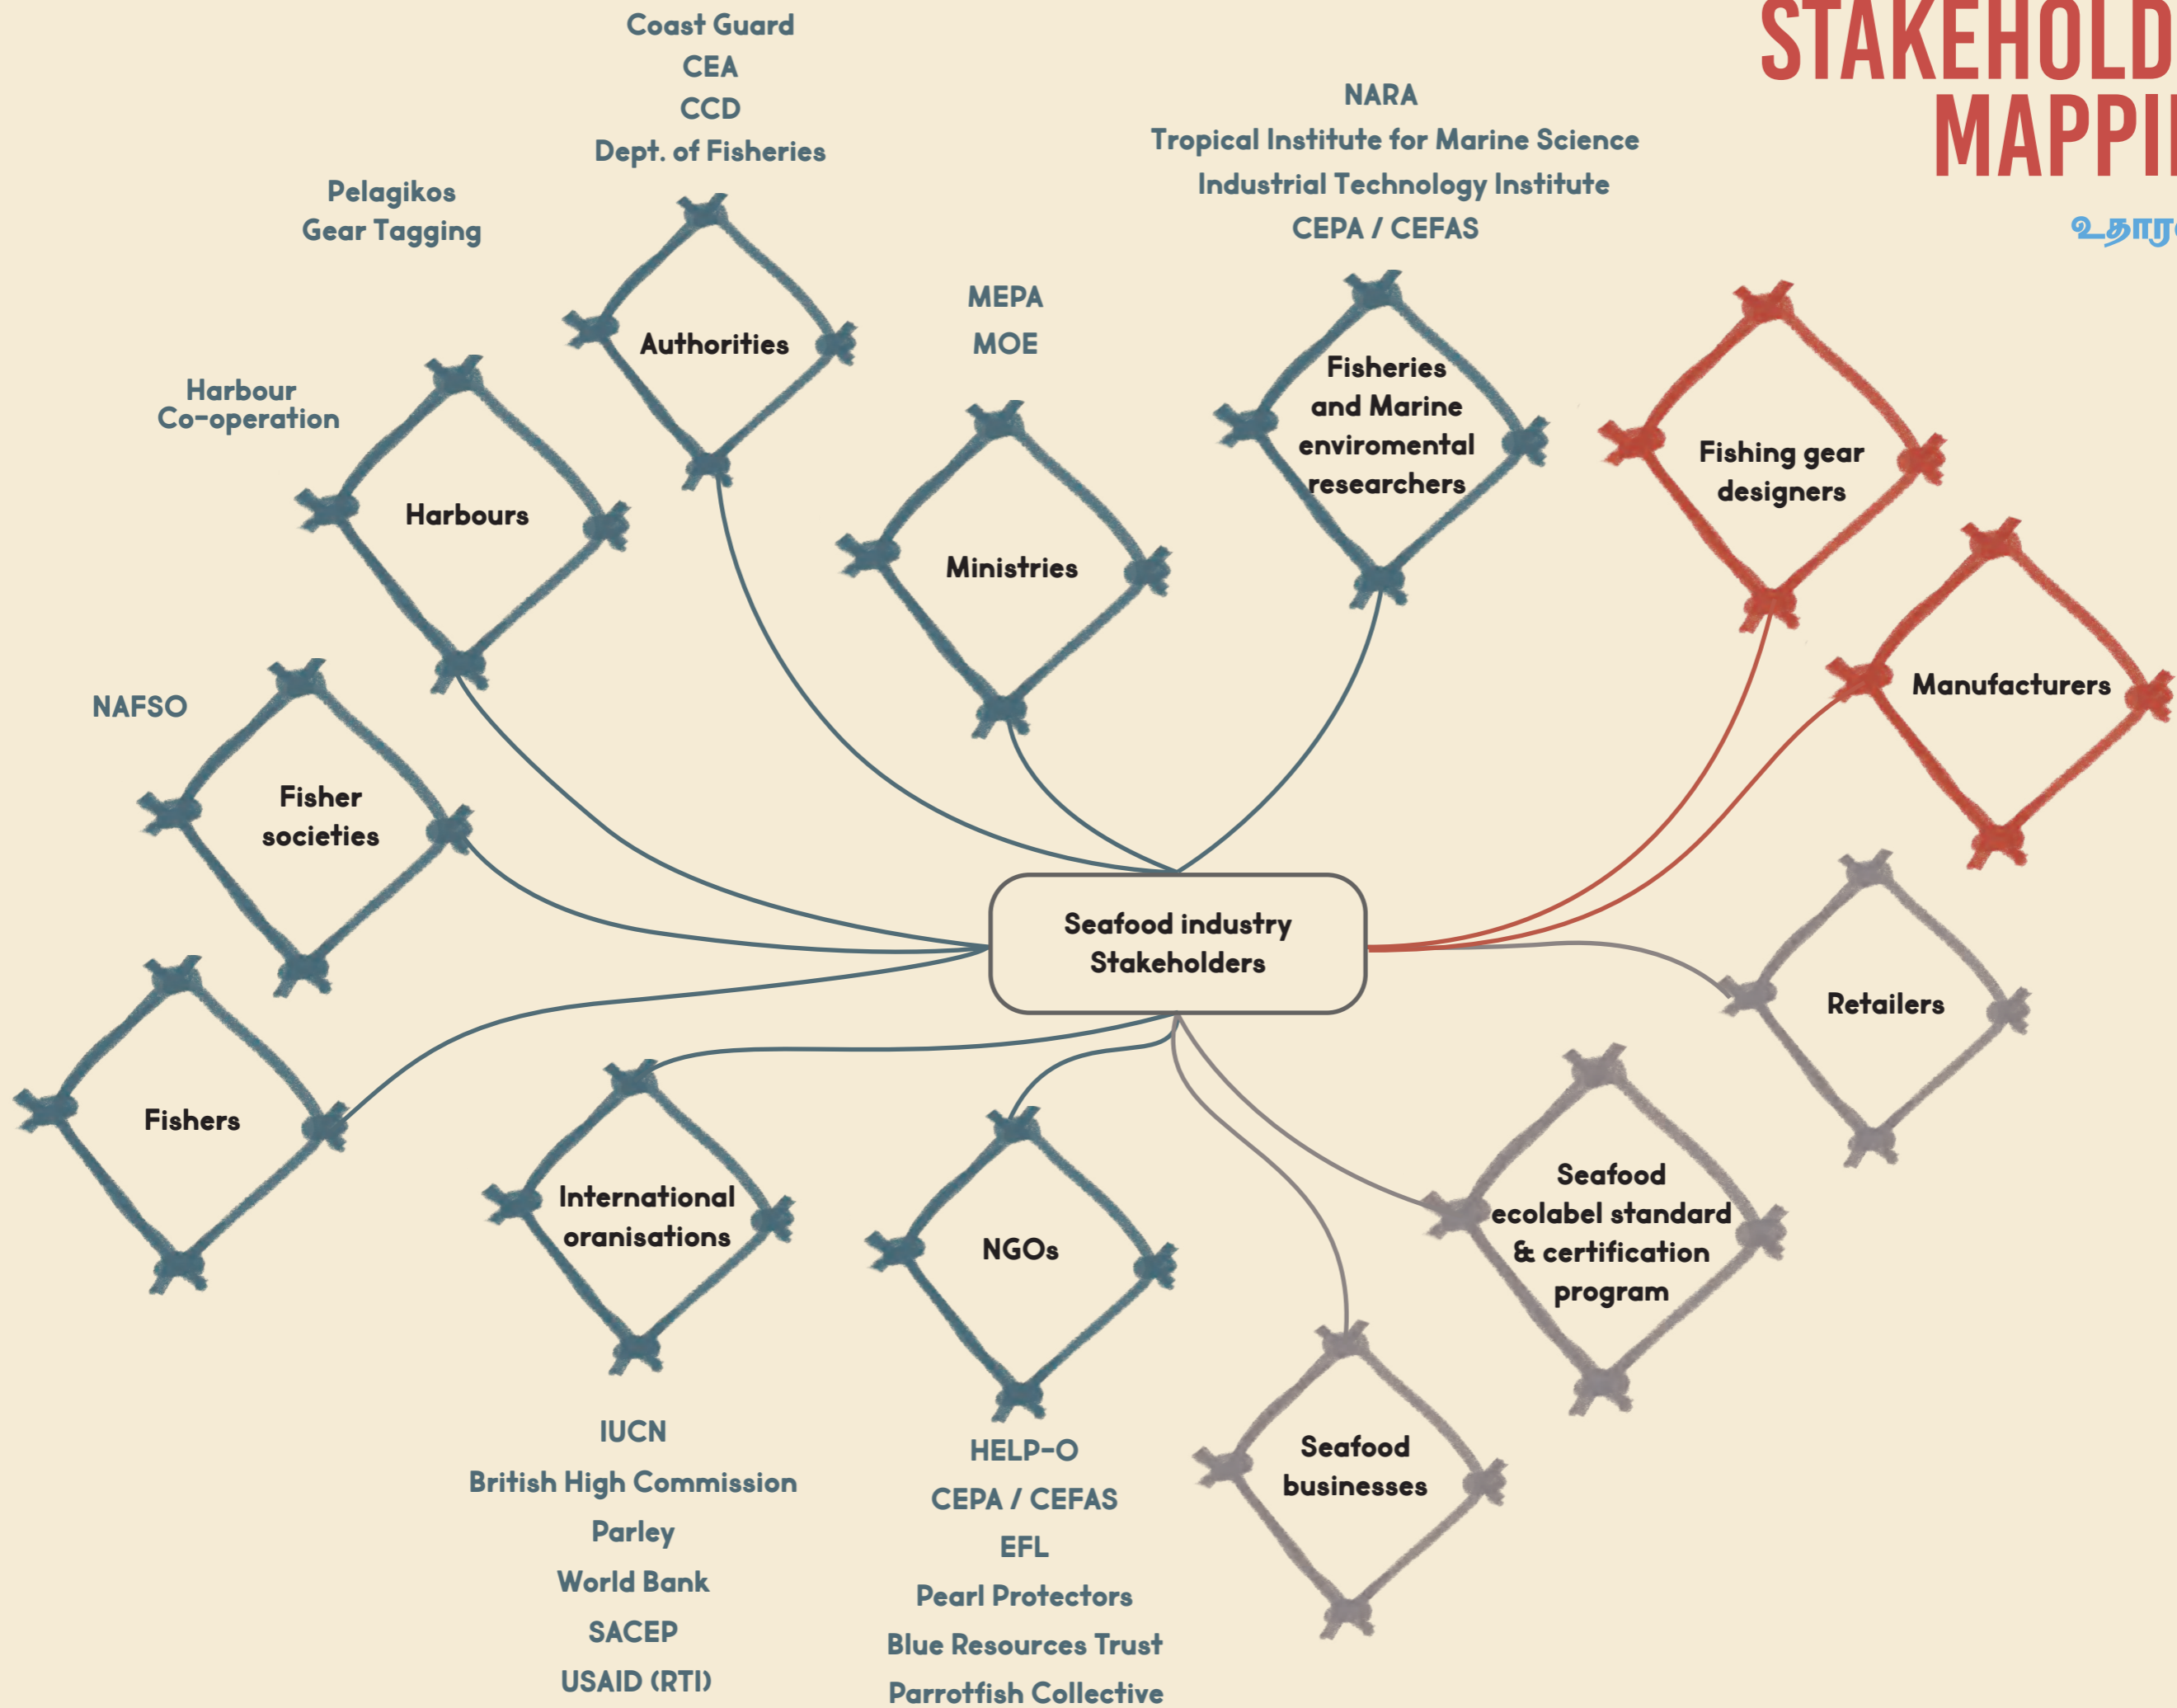 STAKEHOLD
MAPPI
Coast Guard
CEA
CCD
Dept. of Fisheries
Pelagikos
Gear Tagging
NARA
Tropical Institute for Marine Science
Industrial Technology Institute
CEPA / CEFAS
MEPA
MOE
Authorities
Harbour
Co-operation
Harbours
Ministries
Fisheries
and Marine
enviromental
researchers
Fishing gear
designers
Manufacturers
NAFSO
Fisher
societies
Seafood industry
Stakeholders
Retailers
Fishers
International
oranisations
NGOs
Seafood
ecolabel standard
& certification
program
Seafood
businesses
IUCN
British High Commission
Parley
World Bank
SACEP
USAID (RTI)
HELP-O
CEPA / CEFAS
EFL
Pearl Protectors
Blue Resources Trust
Parrotfish Collective